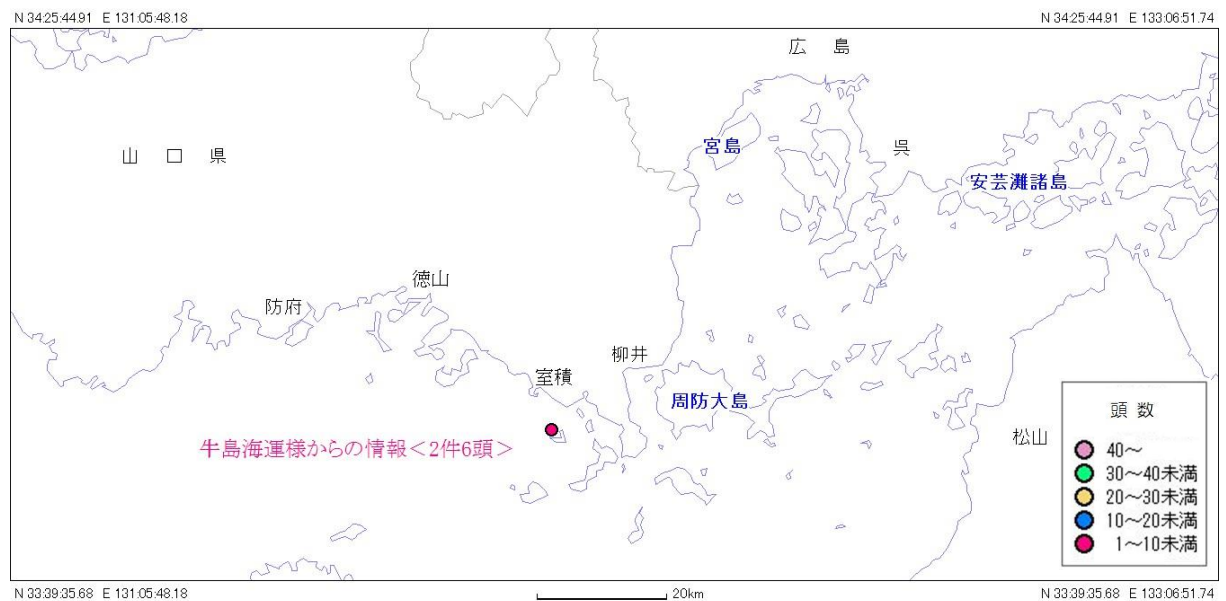 N 34:25:44.91 E 131:05:48.18
N 34:25:44.91 E 133:06:51.74
広 島
宮島
呉
山 口 県
安芸灘諸島
徳山
防府
柳井
室積
周防大島
牛島海運様からの情報<2件6頭>
松山
頭 数
40~
30~40未満
20~30未満
10~20未満
1~10未満
N 33:39:35.68 E 131:05:48.18
20km
N 33:39:35.68 E 133:06:51.74